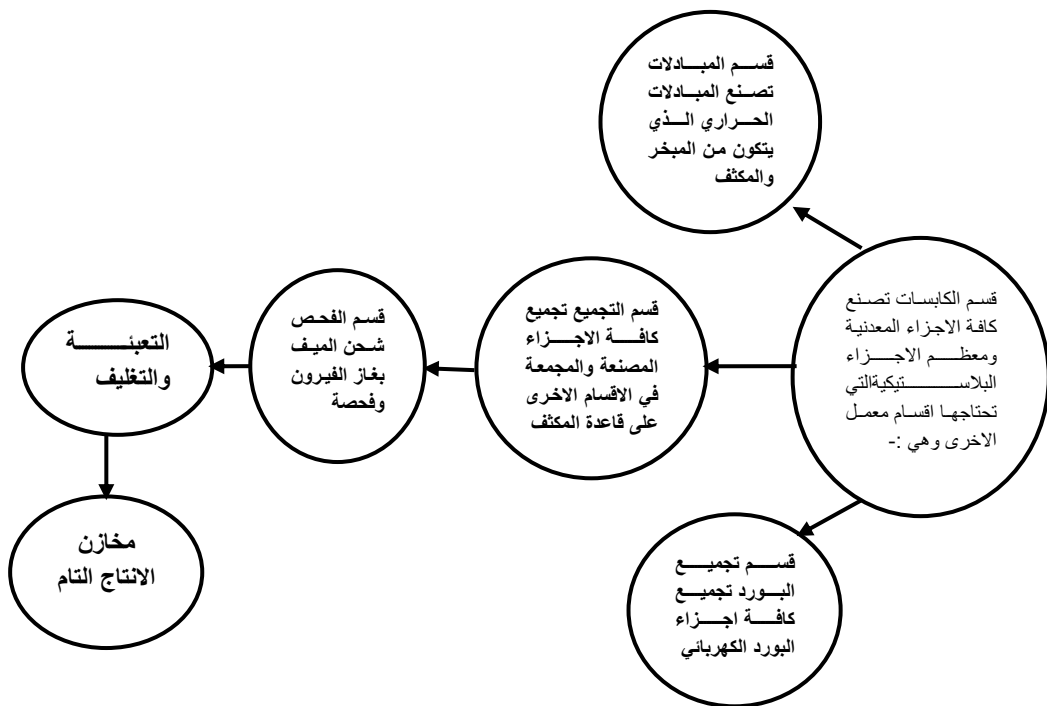 قسم المبادلات
تصنع المبادلات
الحراري الذي
يتكون من المبخر
والمكثف
قسم الكابسات تصنع
كافة الاجزاء المعدنية
ومعظم الاجزاء
البلاستيكيةالتي
تحتاجها اقسام معمل
الاخرى وهي :-
قسم التجميع تجميع
كافة الاجزاء
المصنعة والمجمعة
في الاقسام الاخرى
على قاعدة المكثف
قسم الفحص
شحن الميف
بغاز الفيرون
وفحصة
التعبئة
والتغليف
مخازن
الانتاج التام
قسم تجميع
البورد تجميع
كافة اجزاء
البورد الكهربائي